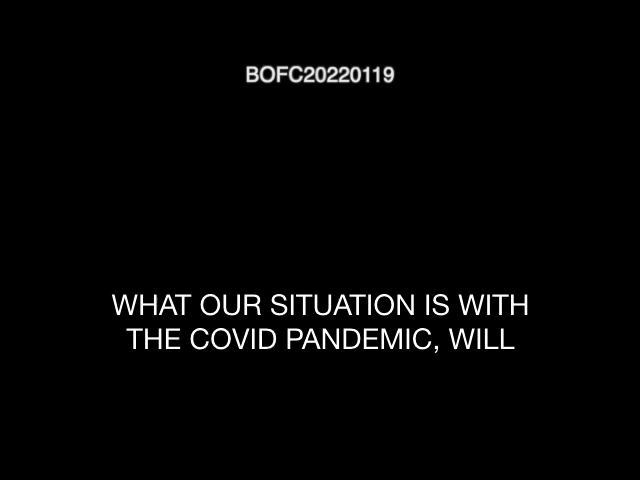 BOFC20220119
WHAT OUR SITUATION IS WITH
THE COVID PANDEMIC, WILL